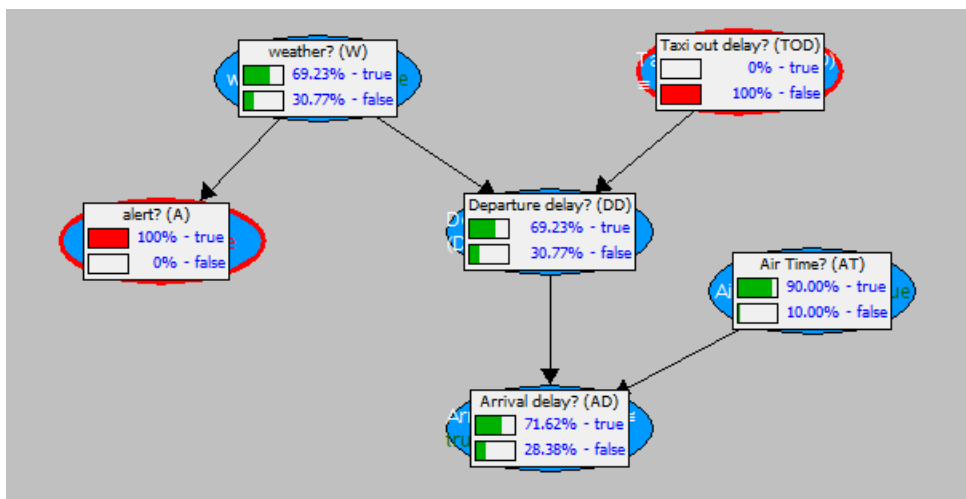 weather? (W)
69.23% - true
30.77% - false
Taxi out delay? (TOD)
0% - true
100% - false
alert? (A)
100% - true
0% - false
Departure delay? (DD)
69.23% - true
30.77% - false
Air Time? (AT)
90.00% - true
10.00% - false
Arrival delay? (AD)
71.62% - true
28.38% - false